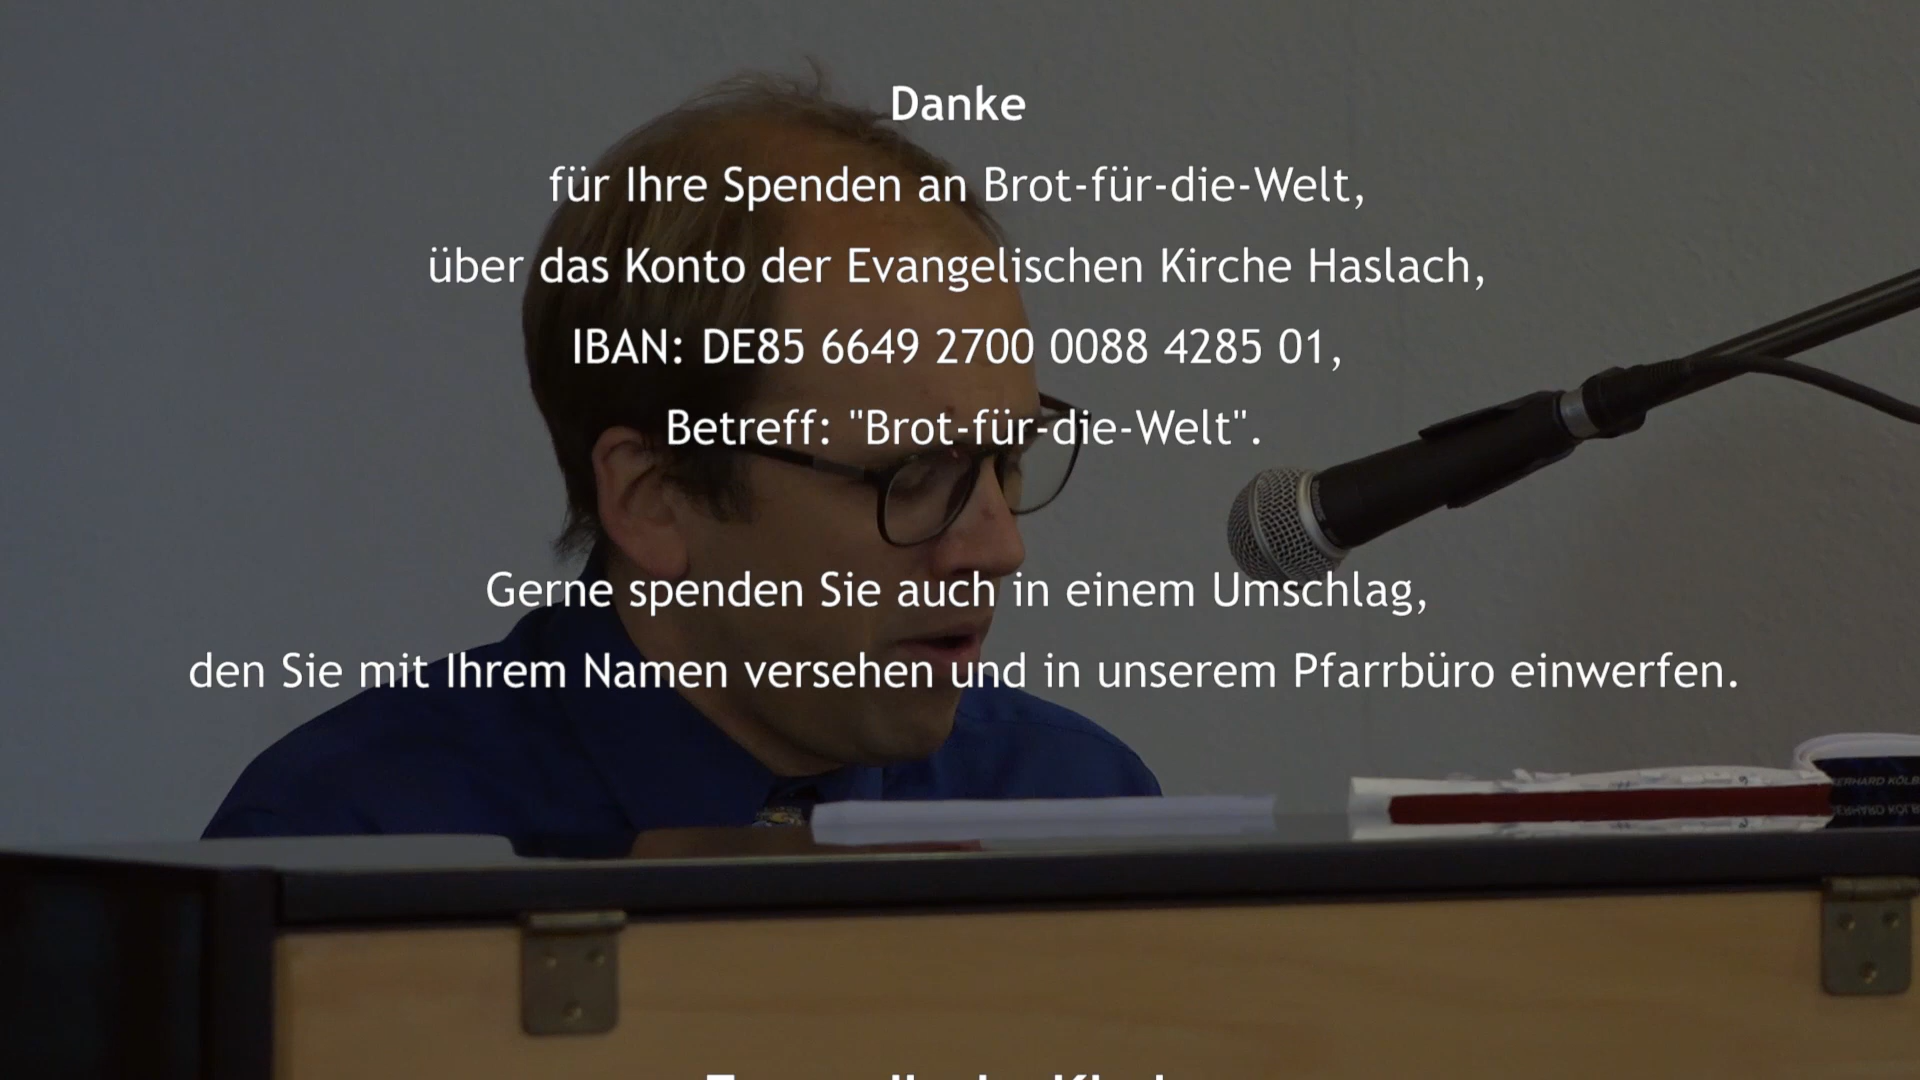 Danke
für Ihre Spenden an Brot-für-die-Welt,
über das Konto der Evangelischen Kirche Haslach,
IBAN: DE85 6649 2700 0088 4285 01,
Betreff: "Brot-für-die-Welt".
Gerne spenden Sie auch in einem Umschlag,
den Sie mit Ihrem Namen versehen und in unserem Pfarrbüro einwerfen.